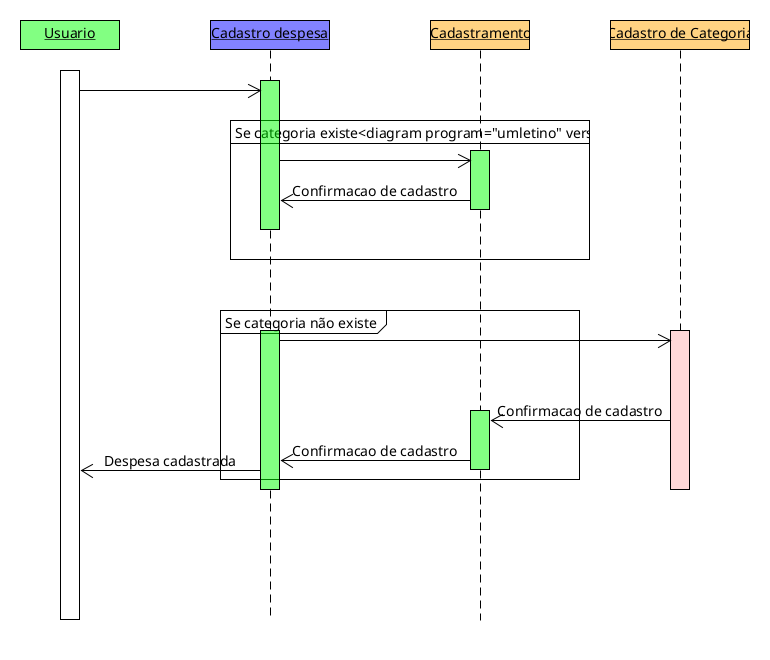 Usuario
Cadastro despesa
Cadastramento
Cadastro de Categoria
Se categoria existe<diagram program="umletino" vers
Confirmacao de cadastro
Se categoria não existe
Confirmacao de cadastro
Confirmacao de cadastro
Despesa cadastrada